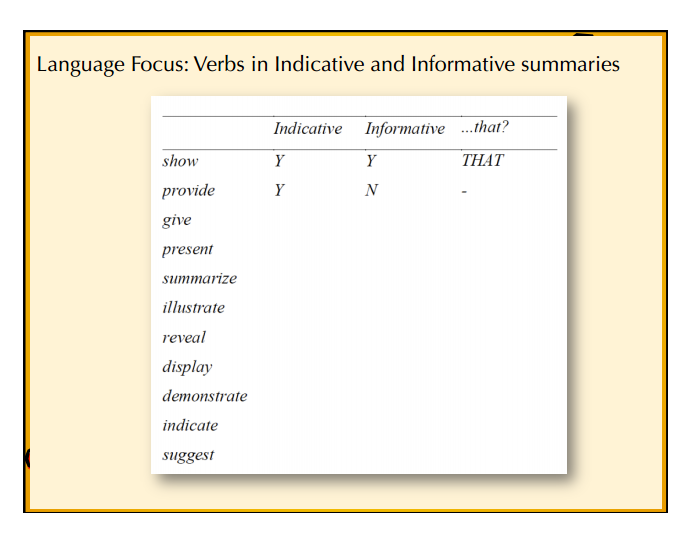 Language Focus: Verbs in Indicative and Informative summaries
Indicative Informative ...that?
show Y Y THAT
provide Y N -
give
present
summarize
illustrate
reveal
display
demonstrate
indicate
suggest